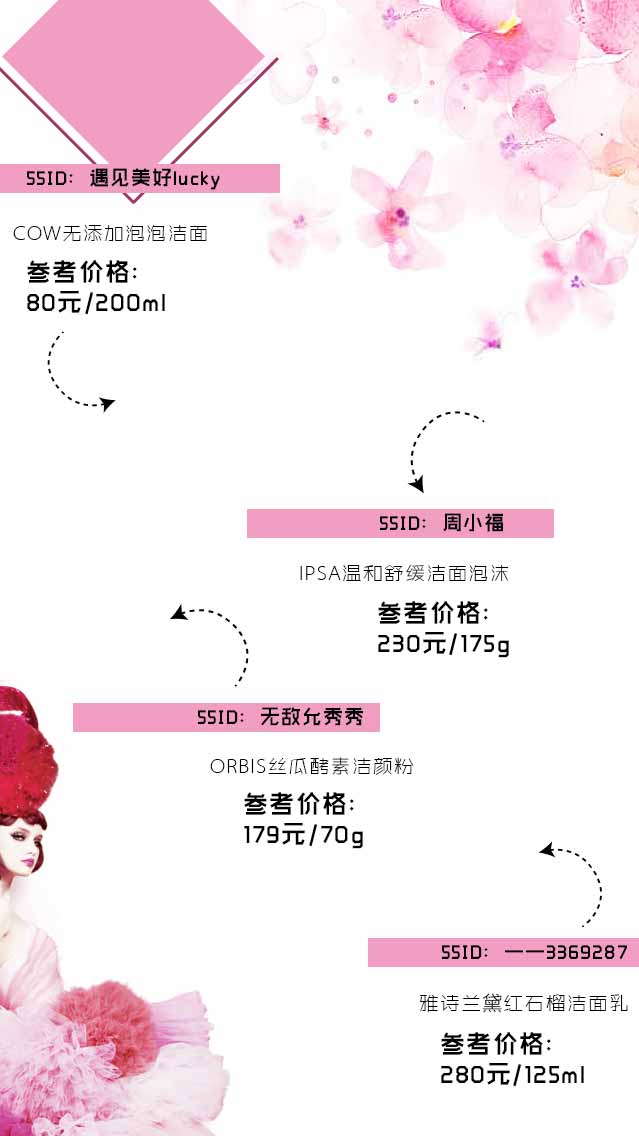 55ID： 遇见美好lucky
COW无添加泡泡洁面
参考价格：
80元/200ml
55ID： 周小福
IPSA温和舒缓洁面泡沫
参考价格：
230元/175g
55ID： 无敌允秀秀
ORBIS丝瓜酵素洁颜粉
参考价格：
179元/70g
55ID： 一一3369287
雅诗兰黛红石榴洁面乳
参考价格：
280元/125ml